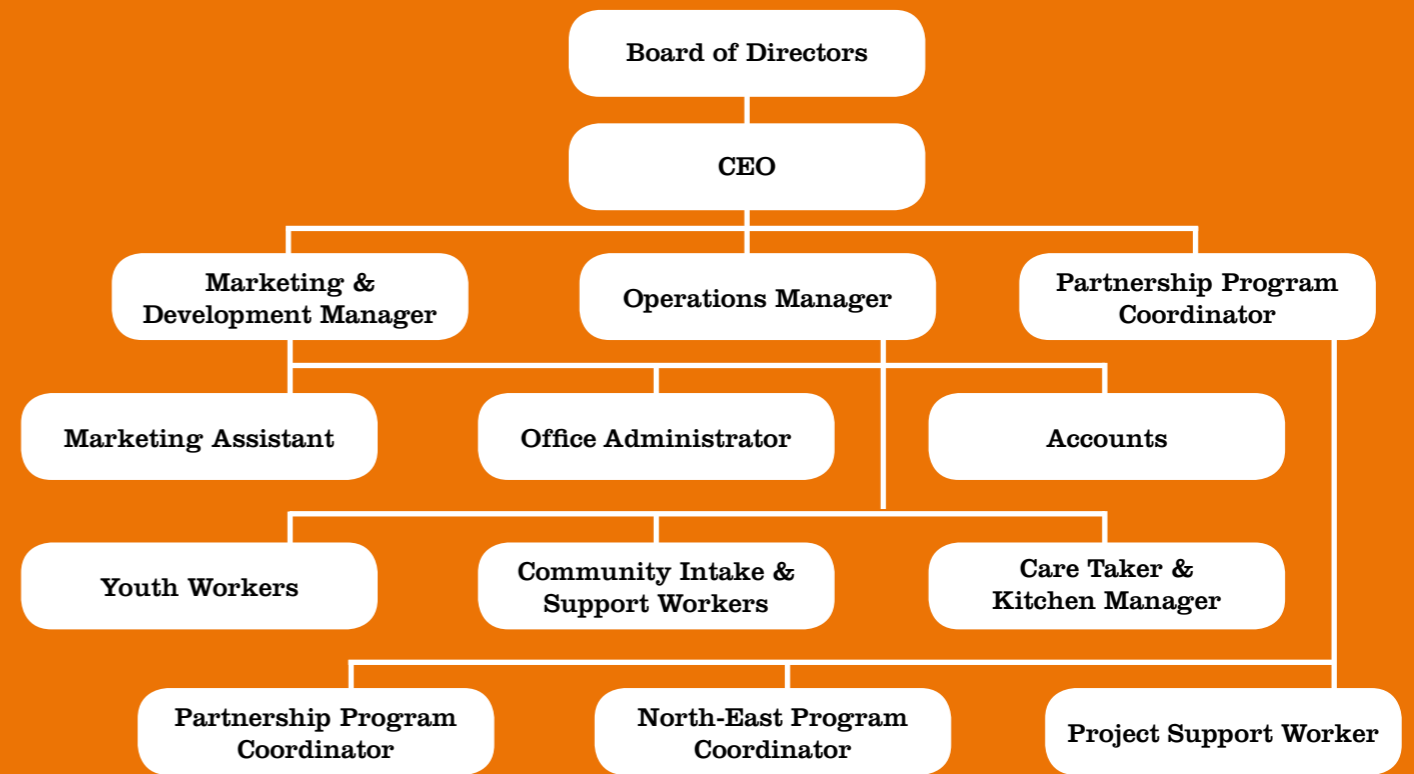 Board of Directors
CEO
Marketing &
Development Manager
Operations Manager
Partnership Program
Coordinator
Marketing Assistant
Office Administrator
Accounts
Youth Workers
Community Intake &
Support Workers
Care Taker &
Kitchen Manager
Partnership Program
Coordinator
North-East Program
Coordinator
Project Support Worker